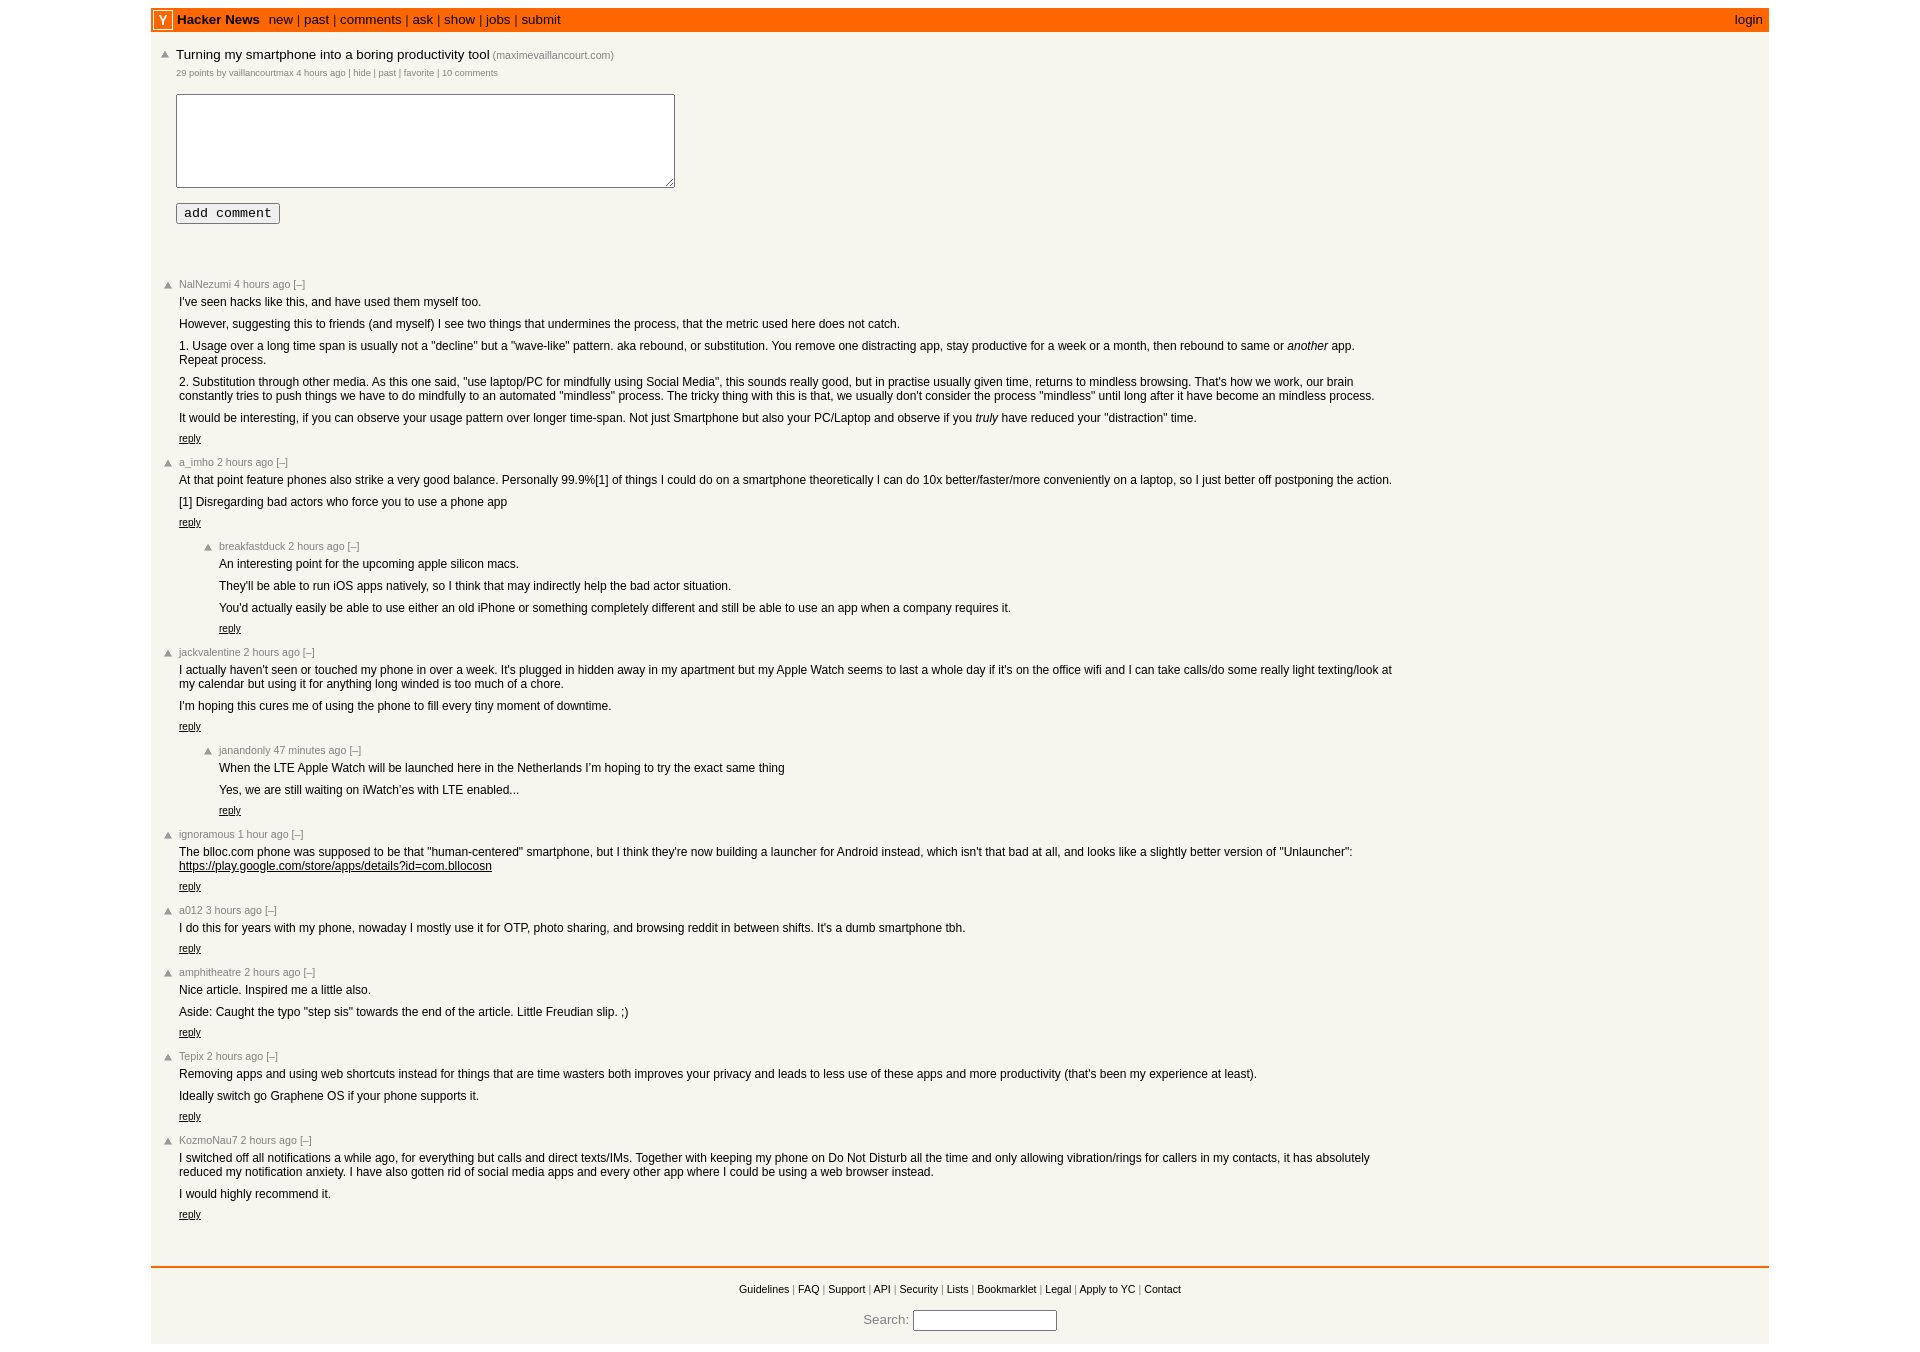 Y Hacker News new | past | comments | ask | show | jobs | submit login
Turning my smartphone into a boring productivity tool (maximevaillancourt.com)
29 points by vaillancourtmax 4 hours ago | hide | past | favorite | 10 comments
add comment
NalNezumi 4 hours ago [–]
I've seen hacks like this, and have used them myself too.
However, suggesting this to friends (and myself) I see two things that undermines the process, that the metric used here does not catch.
1. Usage over a long time span is usually not a "decline" but a "wave-like" pattern. aka rebound, or substitution. You remove one distracting app, stay productive for a week or a month, then rebound to same or another app.
Repeat process.
2. Substitution through other media. As this one said, "use laptop/PC for mindfully using Social Media", this sounds really good, but in practise usually given time, returns to mindless browsing. That's how we work, our brain
constantly tries to push things we have to do mindfully to an automated "mindless" process. The tricky thing with this is that, we usually don't consider the process "mindless" until long after it have become an mindless process.
It would be interesting, if you can observe your usage pattern over longer time-span. Not just Smartphone but also your PC/Laptop and observe if you truly have reduced your "distraction" time.
reply
a_imho 2 hours ago [–]
At that point feature phones also strike a very good balance. Personally 99.9%[1] of things I could do on a smartphone theoretically I can do 10x better/faster/more conveniently on a laptop, so I just better off postponing the action.
[1] Disregarding bad actors who force you to use a phone app
reply
breakfastduck 2 hours ago [–]
An interesting point for the upcoming apple silicon macs.
They'll be able to run iOS apps natively, so I think that may indirectly help the bad actor situation.
You'd actually easily be able to use either an old iPhone or something completely different and still be able to use an app when a company requires it.
reply
jackvalentine 2 hours ago [–]
I actually haven't seen or touched my phone in over a week. It's plugged in hidden away in my apartment but my Apple Watch seems to last a whole day if it's on the office wifi and I can take calls/do some really light texting/look at
my calendar but using it for anything long winded is too much of a chore.
I'm hoping this cures me of using the phone to fill every tiny moment of downtime.
reply
janandonly 47 minutes ago [–]
When the LTE Apple Watch will be launched here in the Netherlands I’m hoping to try the exact same thing
Yes, we are still waiting on iWatch’es with LTE enabled...
reply
ignoramous 1 hour ago [–]
The blloc.com phone was supposed to be that "human-centered" smartphone, but I think they're now building a launcher for Android instead, which isn't that bad at all, and looks like a slightly better version of "Unlauncher":
https://play.google.com/store/apps/details?id=com.bllocosn
reply
a012 3 hours ago [–]
I do this for years with my phone, nowaday I mostly use it for OTP, photo sharing, and browsing reddit in between shifts. It's a dumb smartphone tbh.
reply
amphitheatre 2 hours ago [–]
Nice article. Inspired me a little also.
Aside: Caught the typo "step sis" towards the end of the article. Little Freudian slip. ;)
reply
Tepix 2 hours ago [–]
Removing apps and using web shortcuts instead for things that are time wasters both improves your privacy and leads to less use of these apps and more productivity (that's been my experience at least).
Ideally switch go Graphene OS if your phone supports it.
reply
KozmoNau7 2 hours ago [–]
I switched off all notifications a while ago, for everything but calls and direct texts/IMs. Together with keeping my phone on Do Not Disturb all the time and only allowing vibration/rings for callers in my contacts, it has absolutely
reduced my notification anxiety. I have also gotten rid of social media apps and every other app where I could be using a web browser instead.
I would highly recommend it.
reply
Guidelines | FAQ | Support | API | Security | Lists | Bookmarklet | Legal | Apply to YC | Contact
Search: